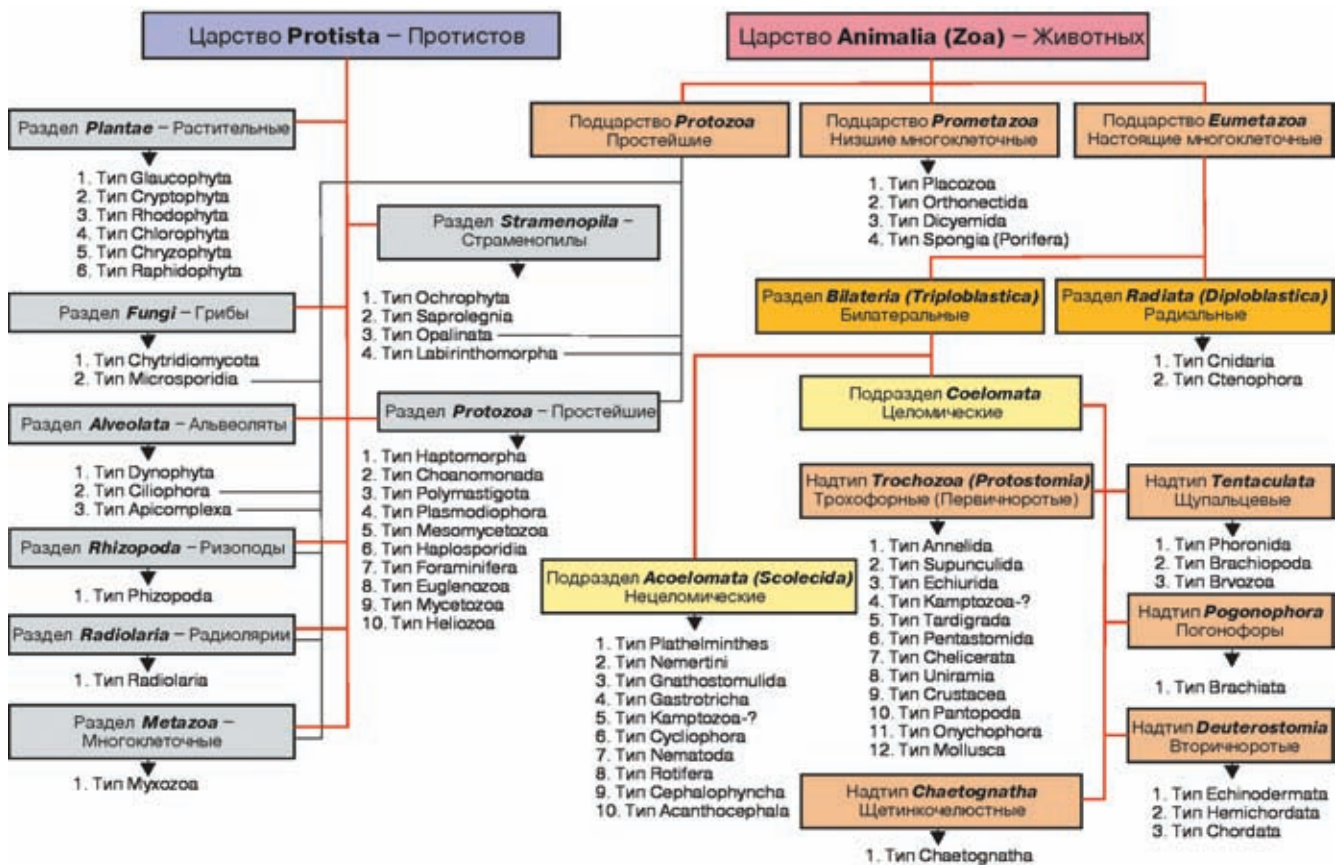 Царство Protista – Протистов
Царство Animalia (Zoa) – Животных
Раздел Plantae – Растительные
1. Тип Glaucophyta
2. Тип Cryptophyta
3. Тип Rhodophyta
4. Тип Chlorophyta
5. Тип Chryzophyta
6. Тип Raphidophyta
Раздел Fungi – Грибы
1. Тип Chytridiomycota
2. Тип Microsporidia
Раздел Alveolata – Альвеоляты
1. Тип Dynophyta
2. Тип Ciliophora
3. Тип Apicomplexa
Раздел Rhizopoda – Ризоподы
1. Тип Phizopoda
Раздел Radiolaria – Радиолярии
1. Тип Radiolaria
Раздел Metazoa –
Многоклеточные
1. Тип Myxozoa
Раздел Stramenopila –
Страменопилы
1. Тип Ochrophyta
2. Тип Saprolegnia
3. Тип Opalinata
4. Тип Labirinthomorpha
Раздел Protozoa – Простейшие
1. Тип Haptomorpha
2. Тип Choanomonada
3. Тип Polymastigota
4. Тип Plasmodiophora
5. Тип Mesomycetozoa
6. Тип Haplosporidia
7. Тип Foraminifera
8. Тип Euglenozoa
9. Тип Mycetozoa
10. Тип Heliozoa
Подцарство Protozoa
Простейшие
Подцарство Prometazoa
Низшие многоклеточные
1. Тип Placozoa
2. Тип Orthonectida
3. Тип Dicyemida
4. Тип Spongia (Porifera)
Подцарство Eumetazoa
Настоящие многоклеточные
Раздел Bilateria (Triploblastica)
Билатеральные
Раздел Radiata (Diploblastica)
Радиальные
1. Тип Cnidaria
2. Тип Ctenophora
Подраздел Coelomata
Целомические
Подраздел Acoelomata (Scolecida)
Нецеломические
1. Тип Plathelminthes
2. Тип Nemertini
3. Тип Gnathostomulida
4. Тип Gastrotricha
5. Тип Kamptozoa-?
6. Тип Cycliophora
7. Тип Nematoda
8. Тип Rotifera
9. Тип Cephalophyncha
10. Тип Acanthocephala
Надтип Trochozoa (Protostomia)
Трохофорные (Первичноротые)
1. Тип Annelida
2. Тип Supunculida
3. Тип Echiurida
4. Тип Kamptozoa-?
5. Тип Tardigrada
6. Тип Pentastomida
7. Тип Chelicerata
8. Тип Uniramia
9. Тип Crustacea
10. Тип Pantopoda
11. Тип Onychophora
12. Тип Mollusca
Надтип Chaetognatha
Щетинкочелюстные
1. Тип Chaetognatha
Надтип Tentaculata
Щупальцевые
1. Тип Phoronida
2. Тип Brachiopoda
3. Тип Brvozoa
Надтип Pogonophora
Погонофоры
1. Тип Brachiata
Надтип Deuterostomia
Вторичноротые
1. Тип Echinodermata
2. Тип Hemichordata
3. Тип Chordata